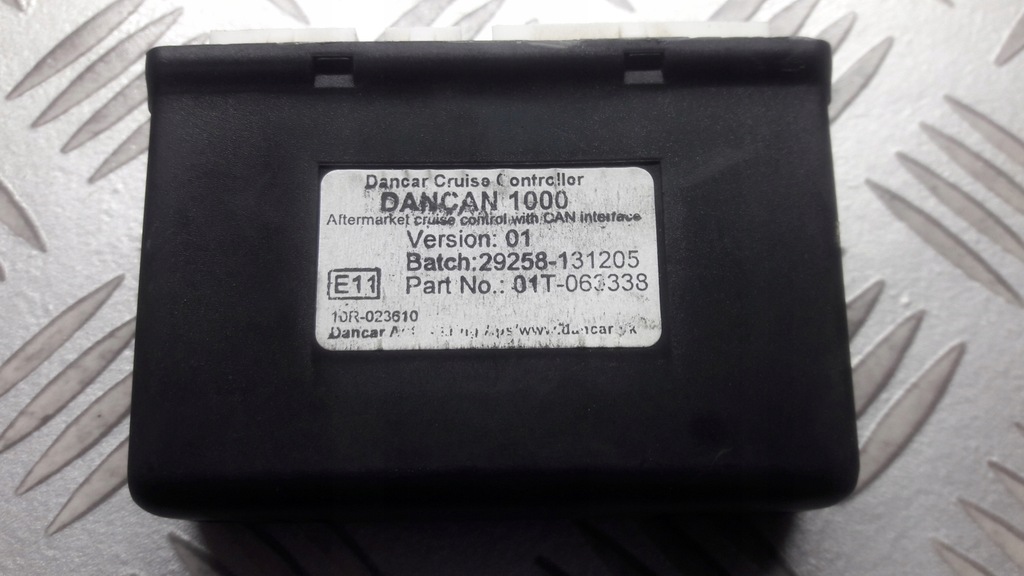 Dancar Cruise Controller
DANCAN 1000
Aftermarket cruise control with CAN interface
Version: 01
Batch:29258-131205
E11
Part No.: 01T-063338
10R-023610
Dancar